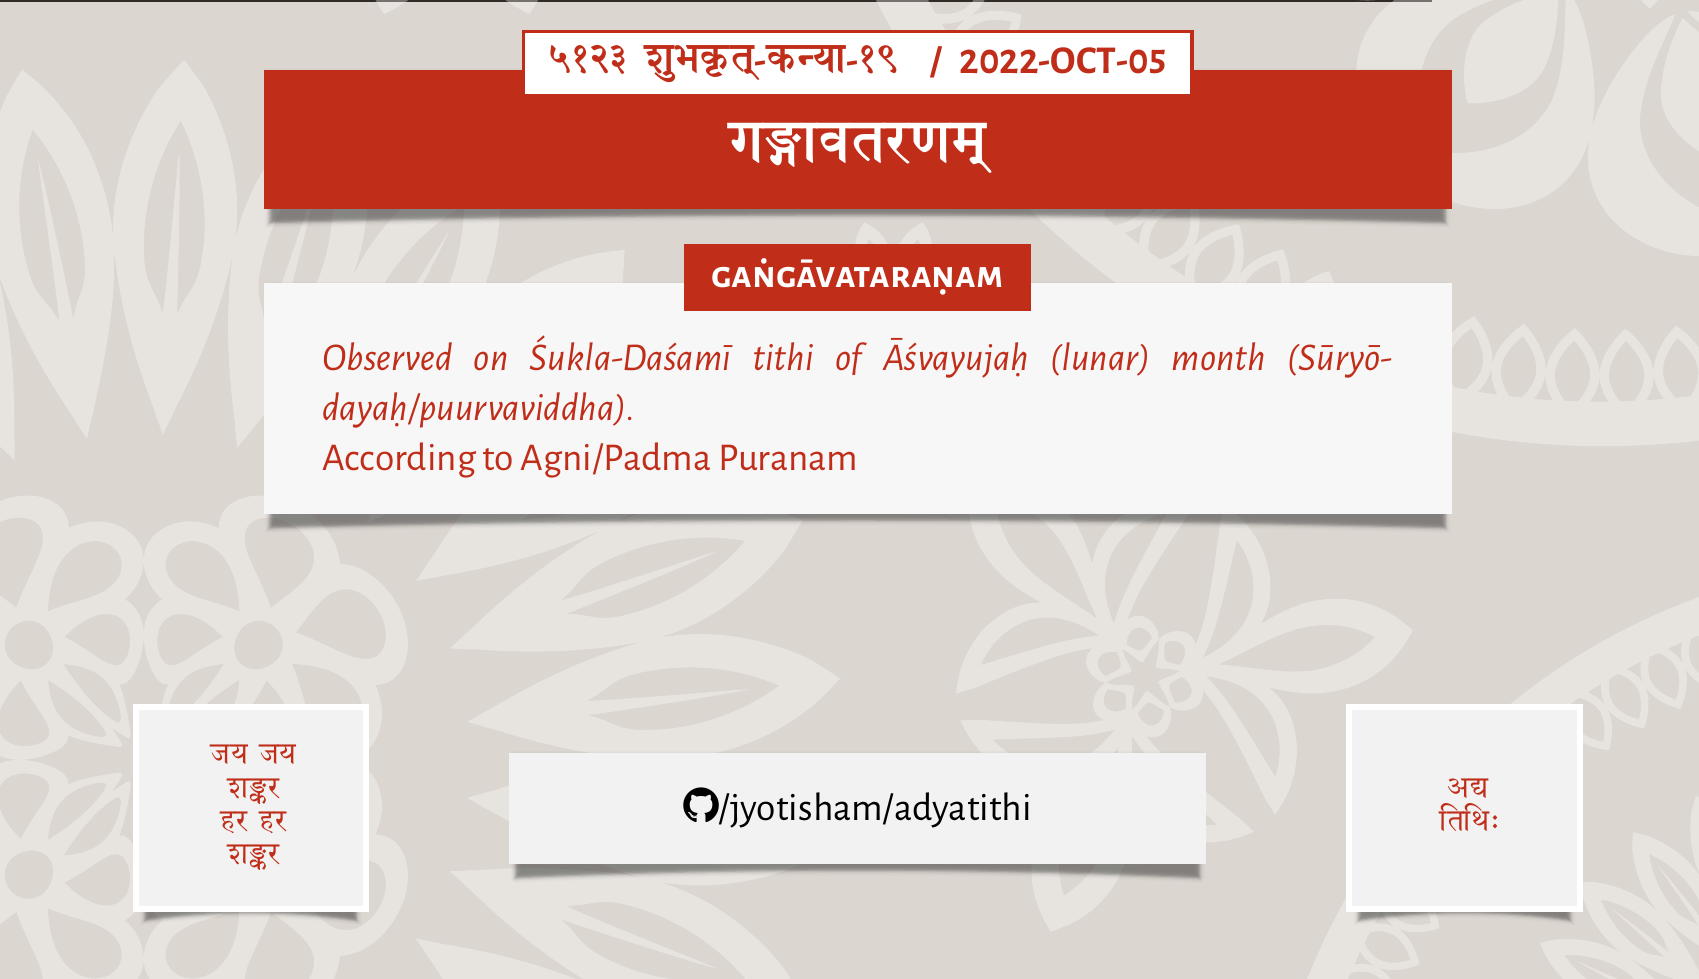 ५१२३ शुभकृत्-कन्या-१९ / 2022-OCT-05
गङ्गावतरणम्
GAṄGĀVATARAṆAM
Observed on Śukla-Daśamī tithi of Āśvayujaḥ (lunar) month (Sūryō-
dayaḥ/puurvaviddha).
According to Agni/Padma Puranam
जय जय
शङ्कर
हर हर
शङ्कर
/jyotisham/adyatithi
अद्य
तिथिः